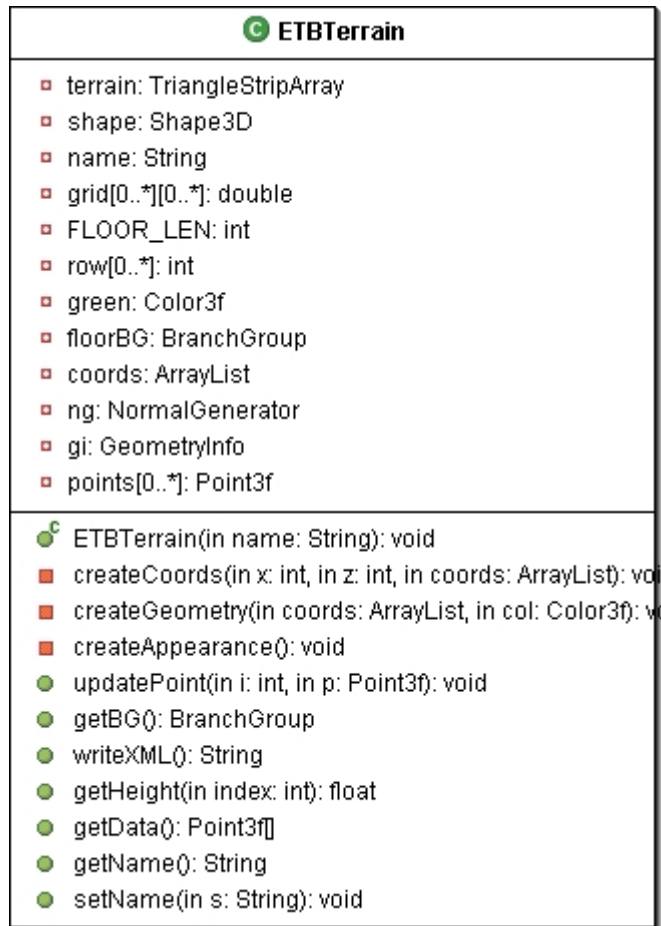 C ETBTerrain
terrain: TriangleStripArray
shape: Shape3D
name: String
grid[0..*][0..*]: double
FLOOR_LEN: int
row[0..*]: int
green: Color3f
floorBG: BranchGroup
coords: ArrayList
ng: NormalGenerator
gi: GeometryInfo
points[0..*]: Point3f
C ETBTerrain(in name: String): void
createCoords(in x: int, in z: int, in coords: ArrayList): voi
createGeometry(in coords: ArrayList, in col: Color3f): v
createAppearance(): void
updatePoint(in i: int, in p: Point3f): void
getBG(): BranchGroup
writeXML(): String
getHeight(in index: int): float
getData(): Point3f[]
getName(): String
setName(in s: String): void